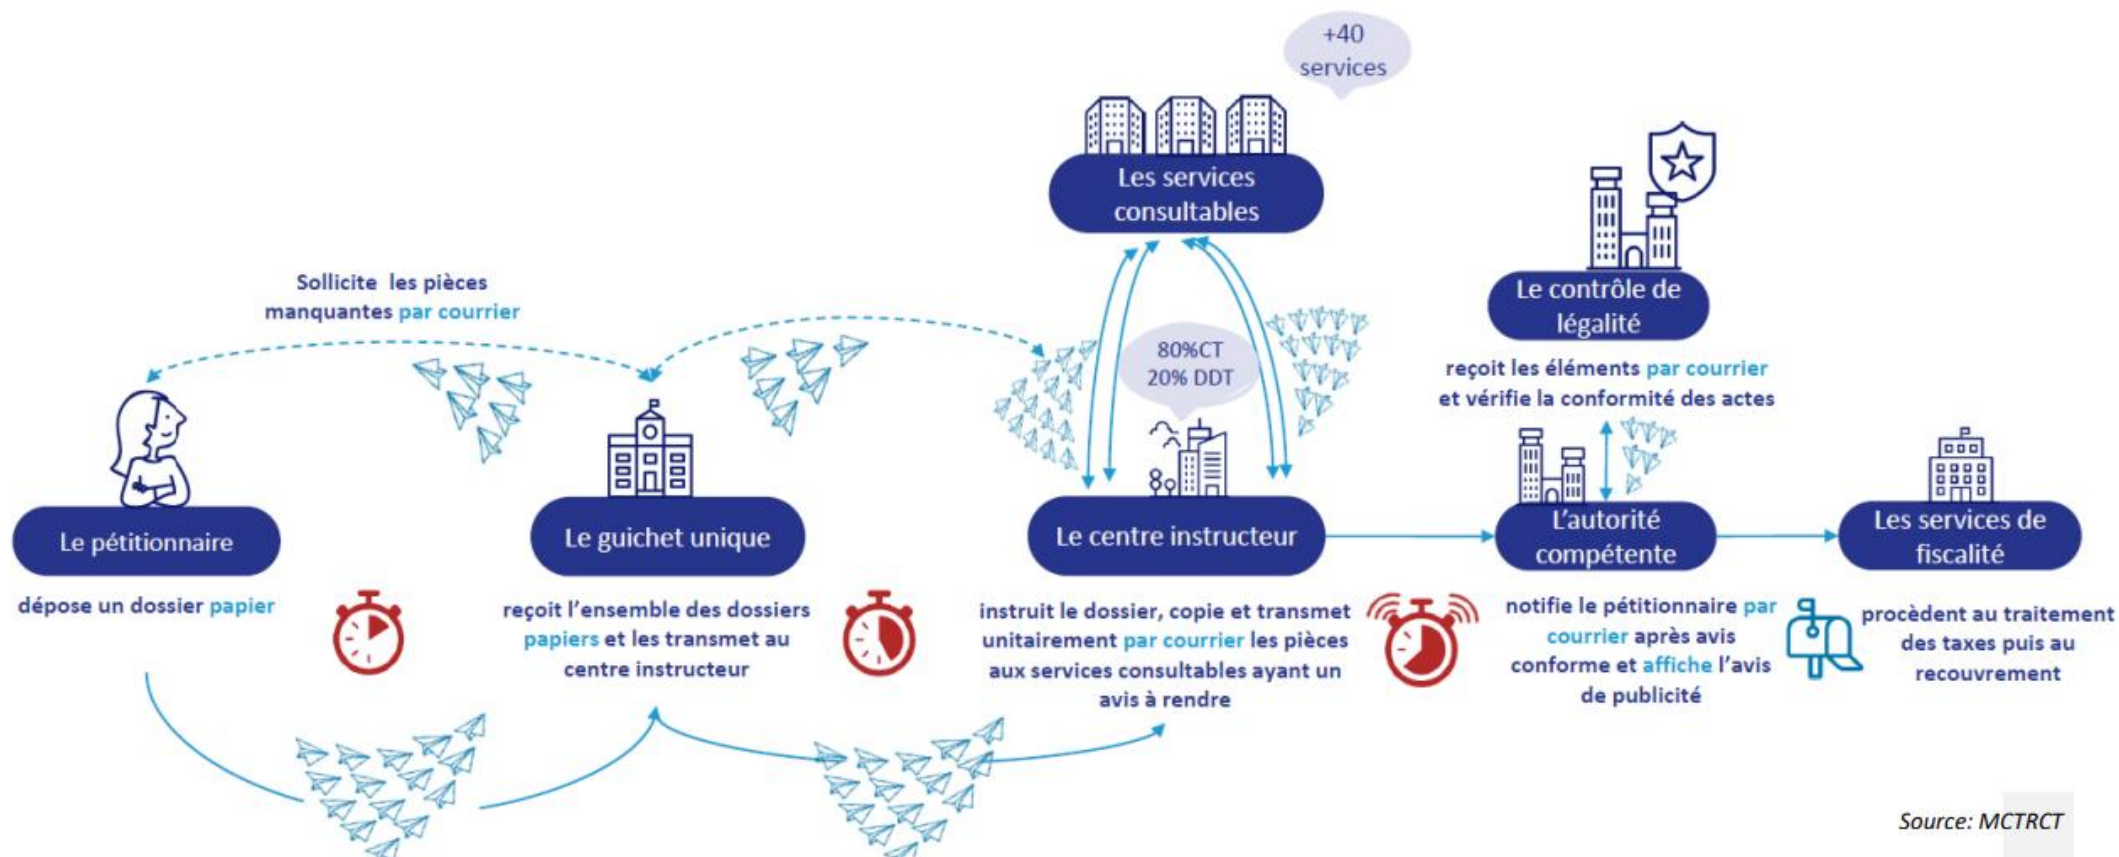 +40
services
Les services
consultables
Le contrôle de
légalité
reçoit les éléments par courrier
et vérifie la conformité des actes
Sollicite les pièces
manquantes par courrier
80%CT
20% DDT
Le pétitionnaire
dépose un dossier papier
Le guichet unique
reçoit l'ensemble des dossiers
papiers et les transmet au
centre instructeur
Le centre instructeur
instruit le dossier, copie et transmet
unitairement par courrier les pièces
aux services consultables ayant un
avis à rendre
L'autorité
compétente
notifie le pétitionnaire par
courrier après avis
conforme et affiche l'avis
de publicité
Les services de
fiscalité
procèdent au traitement
des taxes puis au
recouvrement
Source: MCTRCT